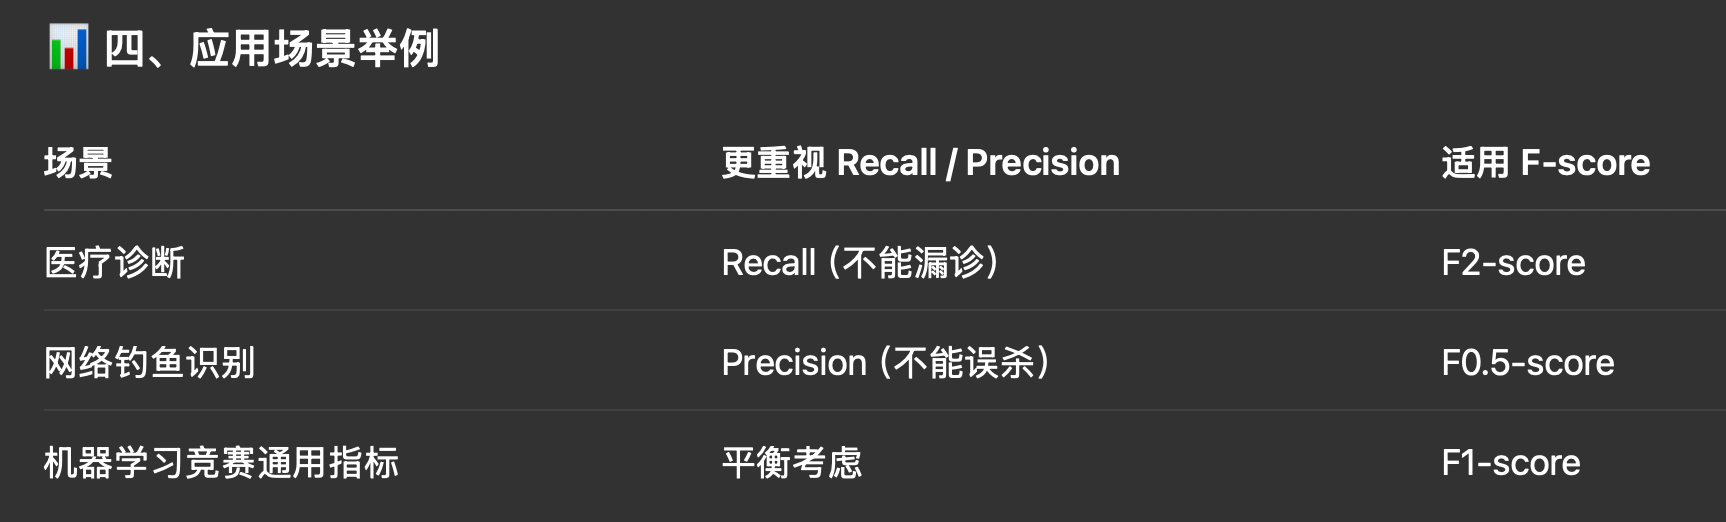 📊 四、应用场景举例
场景 更重视 Recall / Precision 适用 F-score
医疗诊断 Recall（不能漏诊） F2-score
网络钓鱼识别 Precision（不能误杀） F0.5-score
机器学习竞赛通用指标 平衡考虑 F1-score